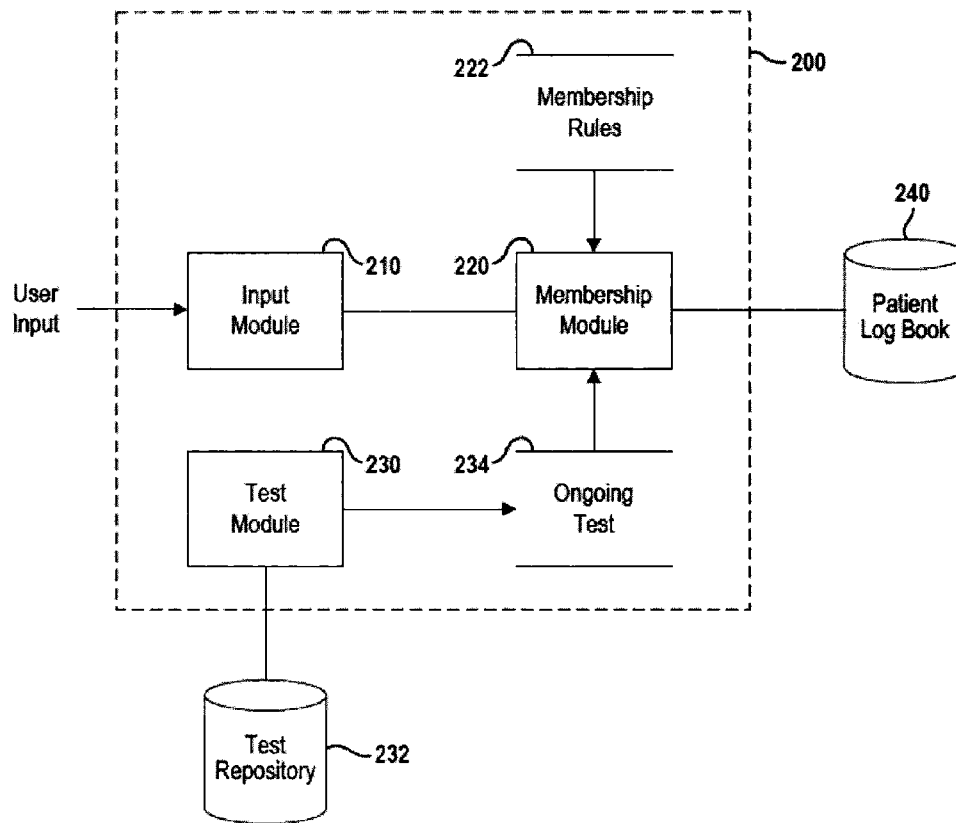 222
200
Membership
Rules
240
210
220
User
Input
Input
Module
Membership
Module
Patient
Log Book
230
234
Test
Module
Ongoing
Test
Test
Repository
232